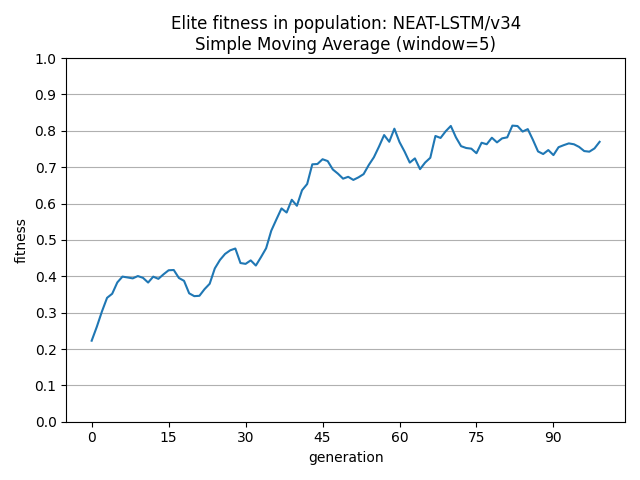 Elite fitness in population: NEAT-LSTM/v34
Simple Moving Average (window=5)
1.0
0.9
0.8
0.7
0.6
0.5
0.4
0.3
0.2
0.1
0.0
fitness
0 15 30 45 60 75 90
generation